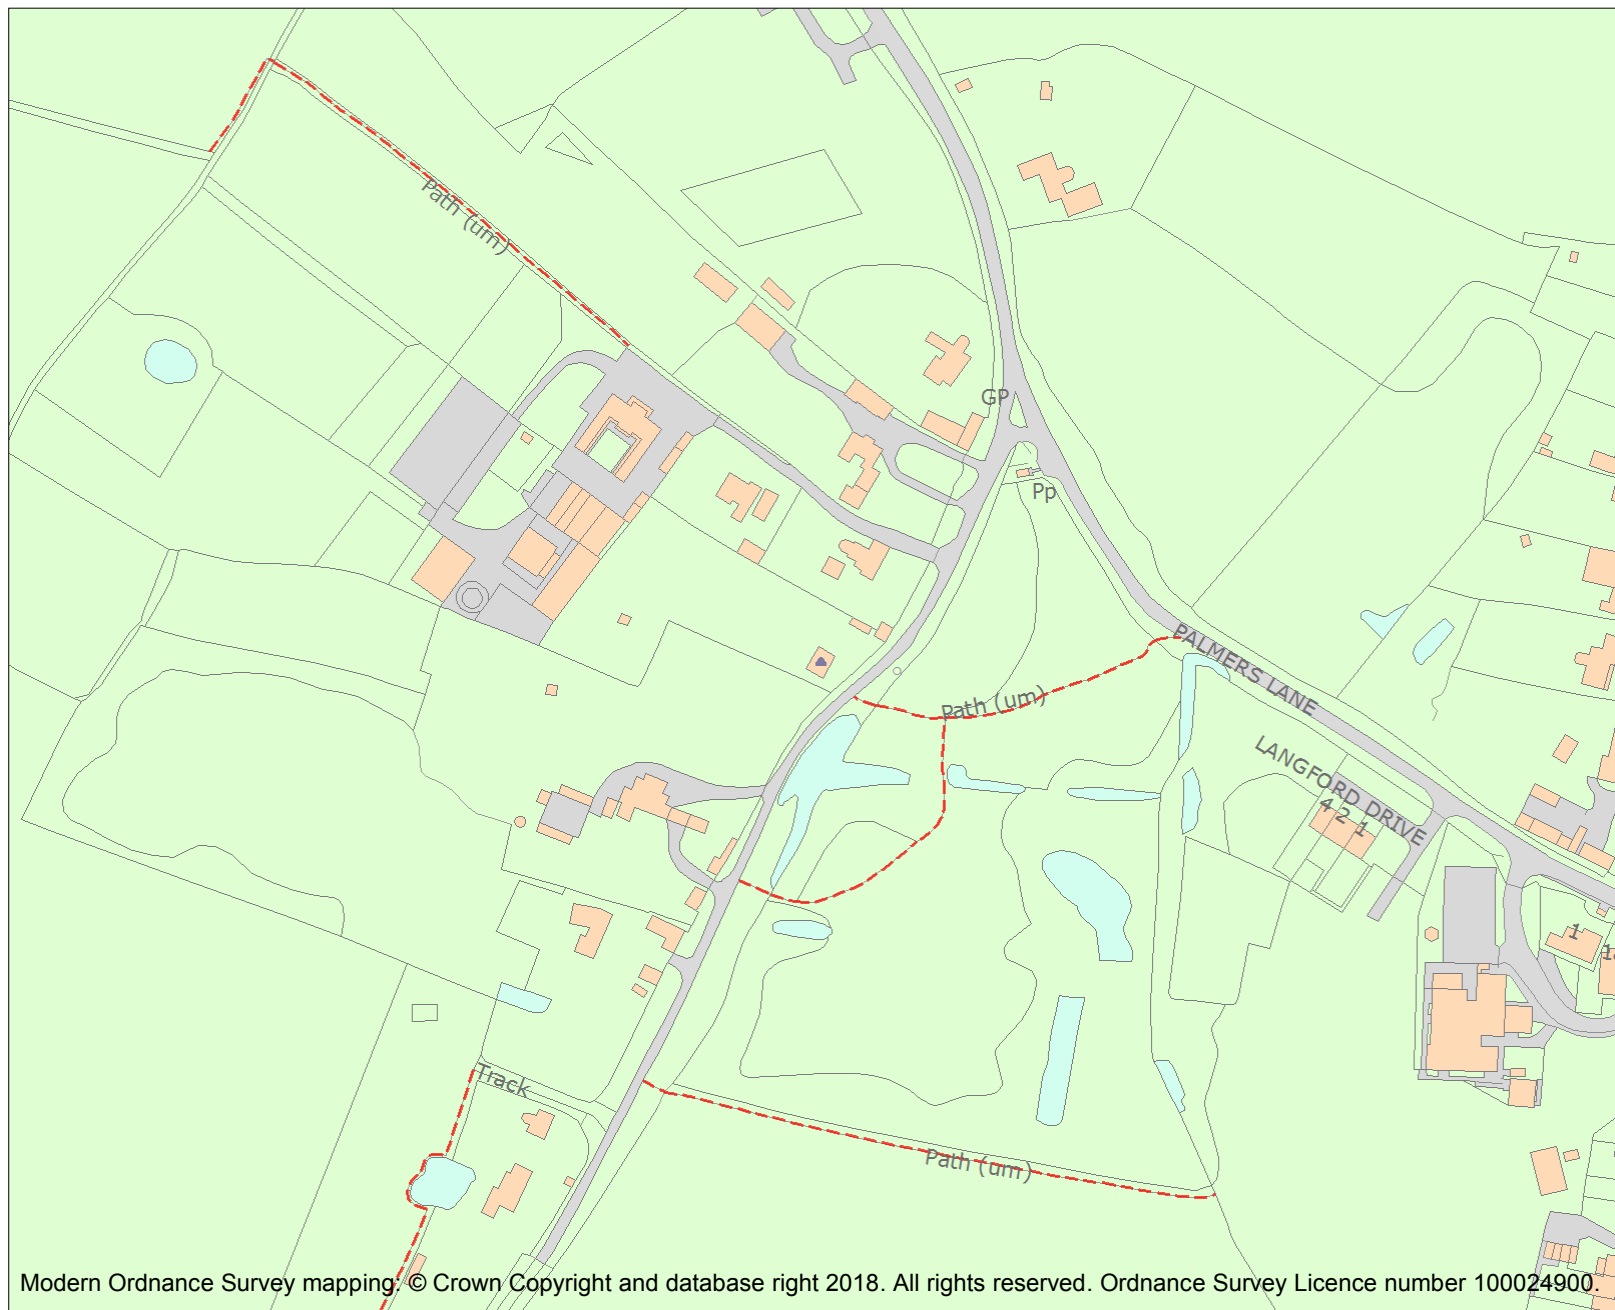 Path (um)
GP
Pp
PALMERS LANE
Path (um)
LANGFORD DRIVE
4 2 1
1
Track
Path (um)
Modern Ordnance Survey mapping: © Crown Copyright and database right 2018. All rights reserved. Ordnance Survey Licence number 100024900.